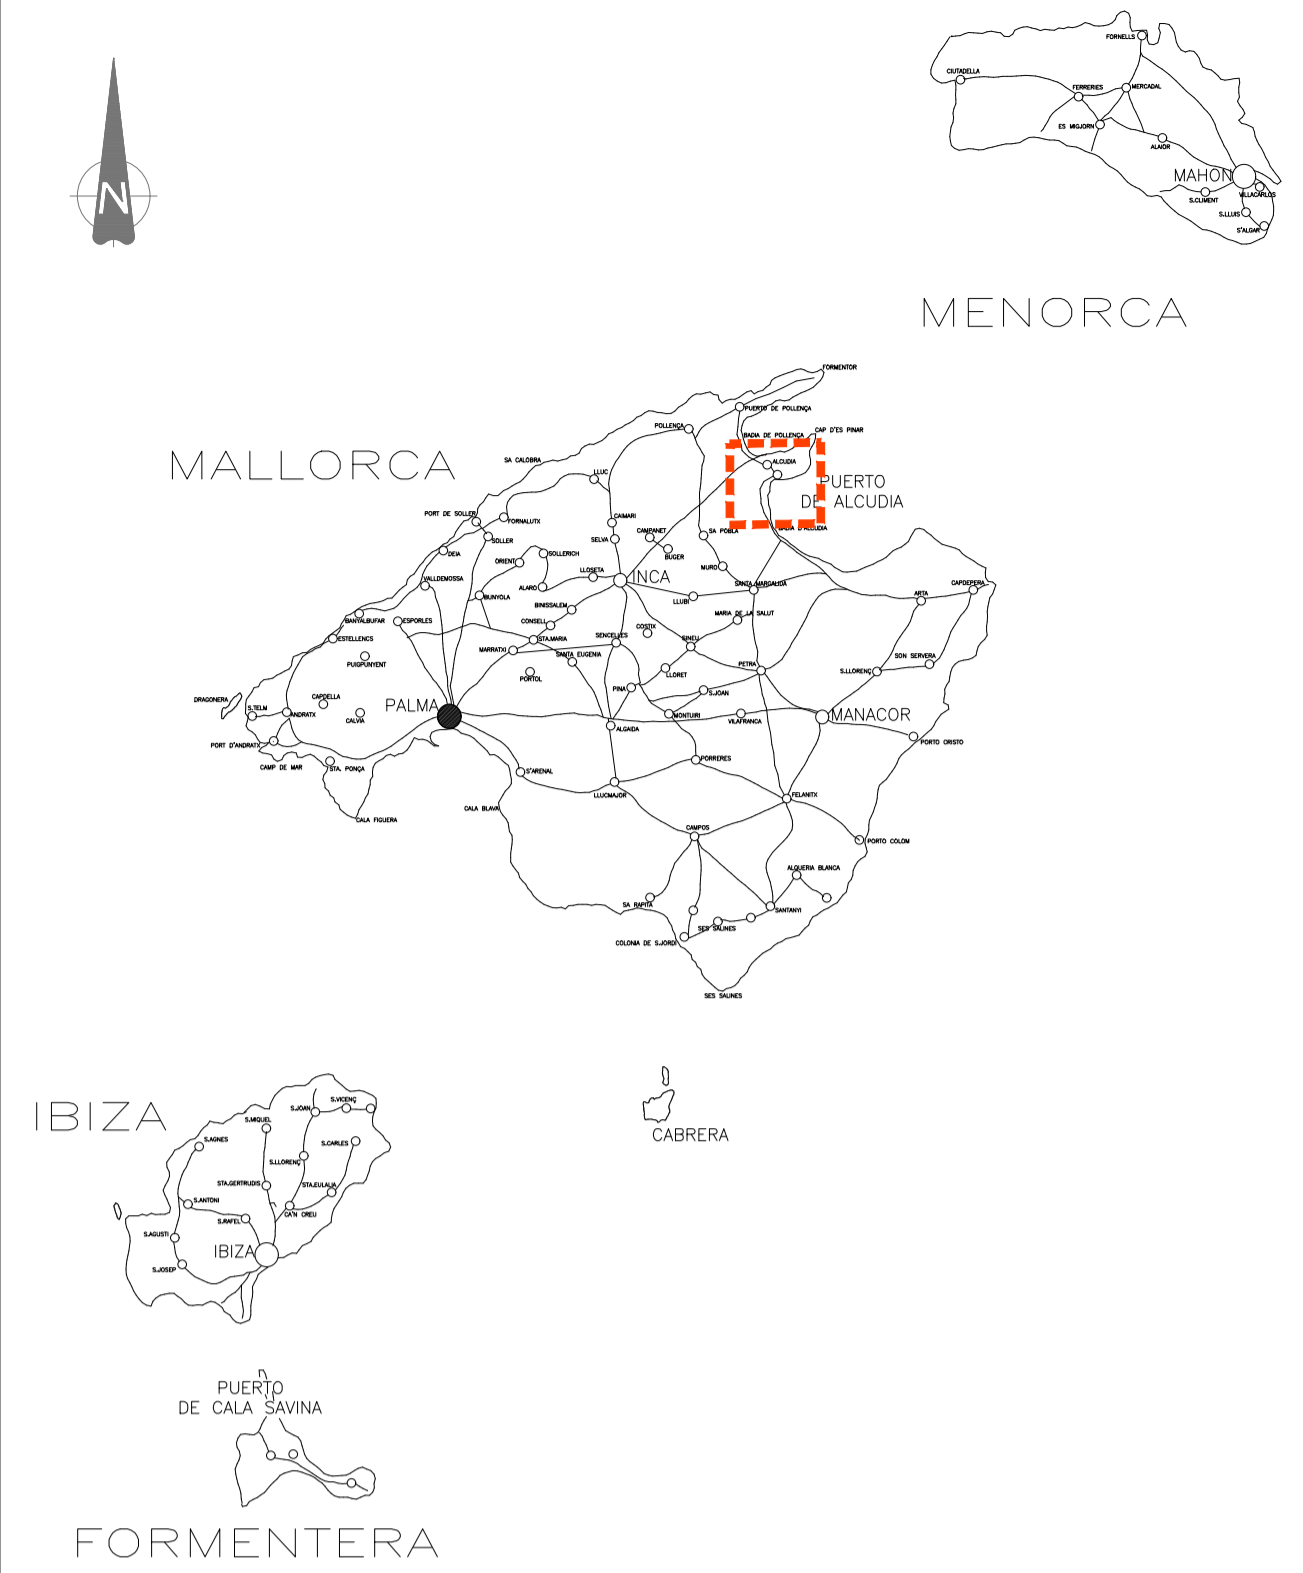 FORNELLS
CIUTADELLA
FERRERIES
MERCADAL
ES MIGJORN
ALAIOR
MAHON
VILLACARLOS
S.CLIMENT
S.LLUIS
S'ALGAR
N
MENORCA
FORMENTOR
PUERTO DE POLLENÇA
POLLENÇA
CAP D'ES PINAR
BADIA DE POLLENÇA
MALLORCA
SA CALOBRA
ALCUDIA
LLUC
PUERTO
DE ALCUDIA
PORT DE SOLLER
FORNALUTX
CAIMARI
BADIA D'ALCUDIA
CAMPANET
SA POBLA
SOLLER
SELVA
DEIA
SOLLERICH
BUGER
ORIENT
MURO
LLOSETA
INCA
VALLDEMOSSA
SANTA MARGALIDA
CAPDEPERA
ALARO
ARTA
BUNYOLA
LLUBI
BINISSALEM
MARIA DE LA SALUT
BANYALBUFAR
ESPORLES
CONSELL
COSTIX
ESTELLENCS
STA.MARIA
SENCELLES
SINEU
MARRATXI
SANTA EUGENIA
SON SERVERA
PUIGPUNYENT
PETRA
S.LLORENÇ
PORTOL
LLORET
PINA
S.JOAN
DRAGONERA
CAPDELLA
S.TELM
PALMA
ANDRATX
CALVIA
MONTUIRI
VILAFRANCA
MANACOR
ALGAIDA
PORT D'ANDRATX
PORTO CRISTO
CAMP DE MAR
STA. PONÇA
PORRERES
S'ARENAL
LLUCMAJOR
FELANITX
CALA BLAVA
CALA FIGUERA
CAMPOS
PORTO COLOM
ALQUERIA BLANCA
SA RAPITA
SANTANYI
SES SALINES
COLONIA DE S.JORDI
SES SALINES
IBIZA
S.VICENÇ
S.JOAN
S.MIQUEL
CABRERA
S.AGNES
S.CARLES
S.LLORENÇ
STA.GERTRUDIS
STA.EULALIA
S.ANTONI
CA'N CREU
S.RAFEL
S.AGUSTI
IBIZA
S.JOSEP
PUERTO
DE CALA SAVINA
FORMENTERA